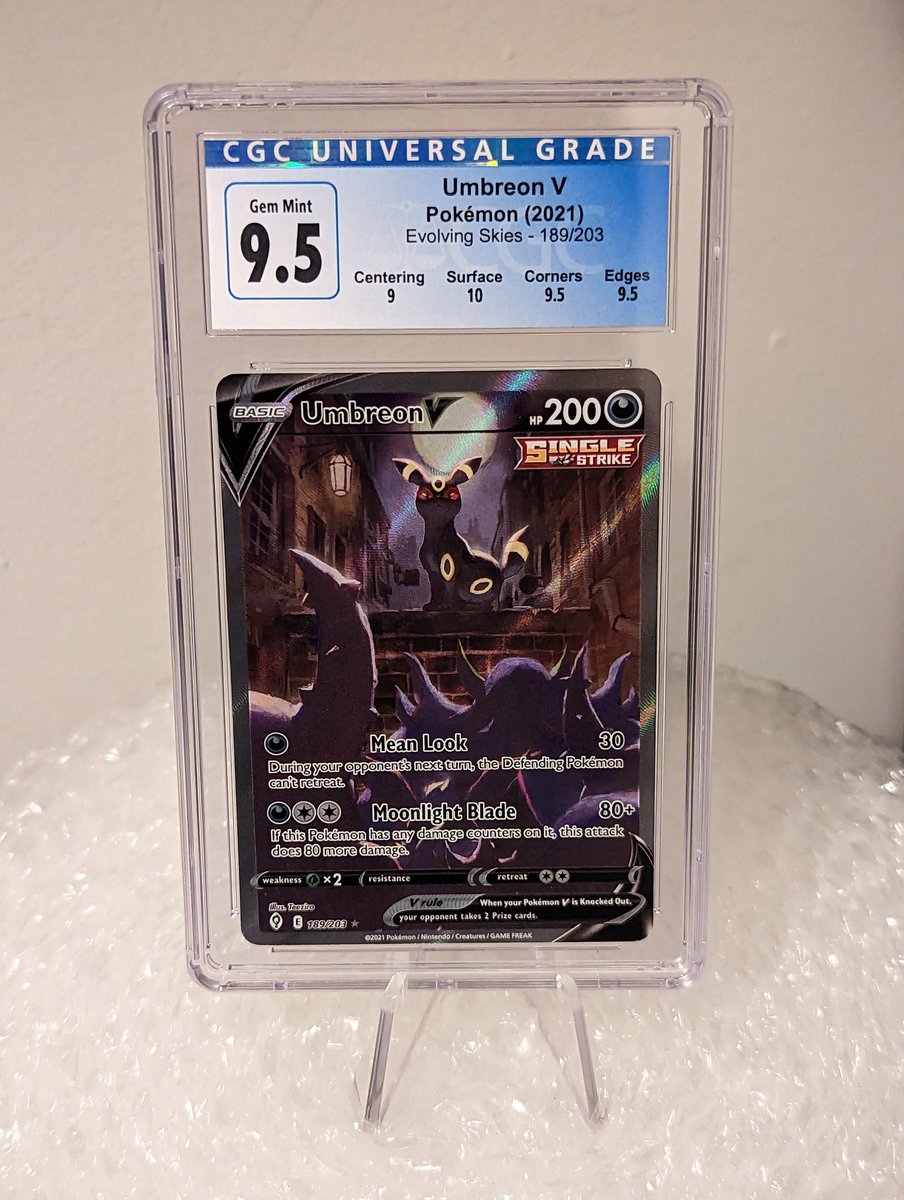 CGC UNIVERSAL GRADE
Gem Mint
9.5
Umbreon V
Pokémon (2021)
Evolving Skies - 189/203
Centering Surface Corners Edges
9 10 9.5 9.5
BASIC Umbreon V HP 200
SINGLE
STRIKE
Mean Look 30
During your opponent's next turn, the Defending Pokémon
can't retreat.
Moonlight Blade 80+
If this Pokémon has any damage counters on it, this attack
does 80 more damage.
weakness ×2 resistance retreat
Illus. Teeziro
V rule When your Pokémon V is Knocked Out,
your opponent takes 2 Prize cards.
E 189/203 ★
©2021 Pokémon / Nintendo / Creatures / GAME FREAK